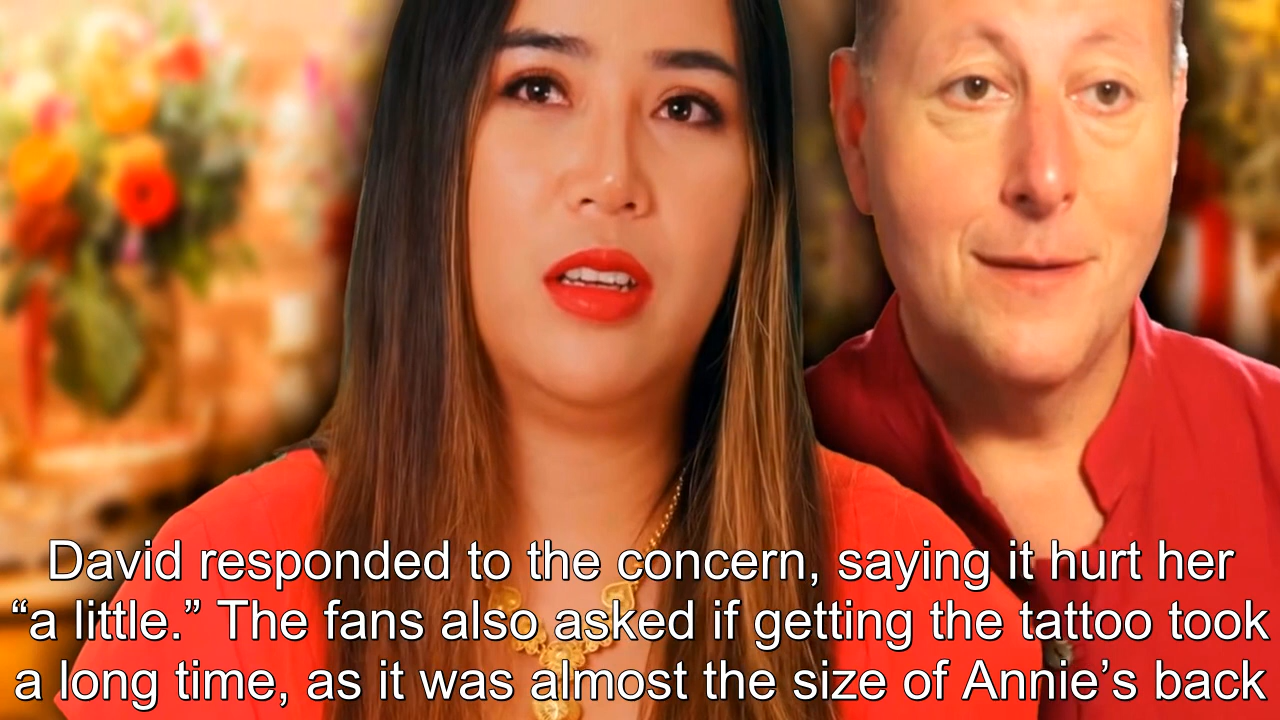 David responded to the concern, saying it hurt her
“a little.” The fans also asked if getting the tattoo took
a long time, as it was almost the size of Annie’s back